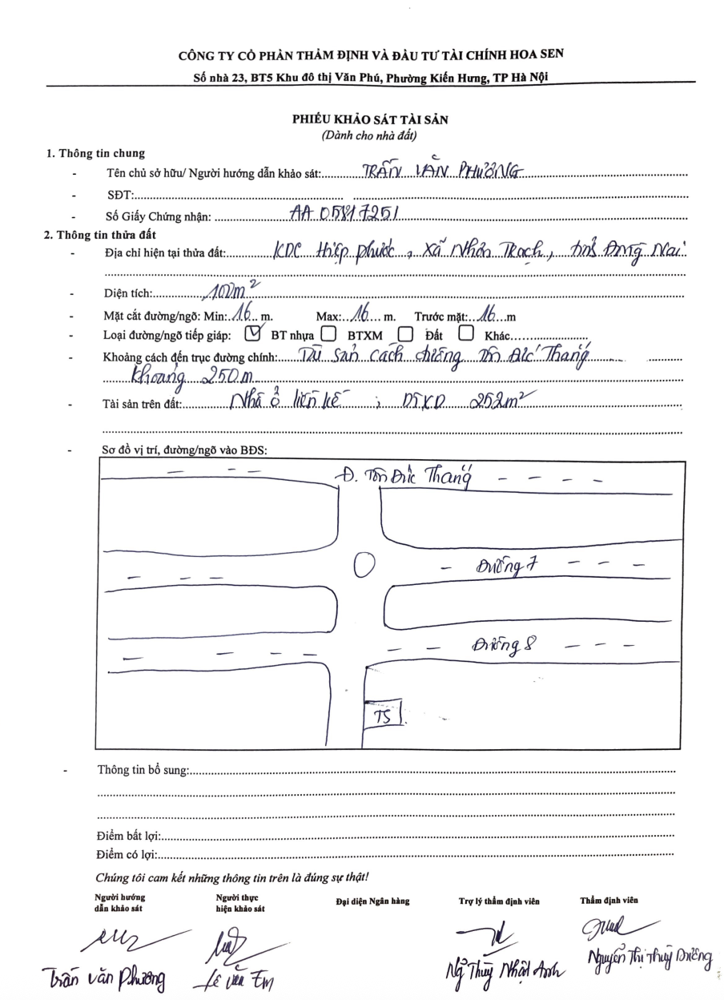 CÔNG TY CỔ PHẦN THẨM ĐỊNH VÀ ĐẦU TƯ TÀI CHÍNH HOA SEN
Số nhà 23, BT5 Khu đô thị Văn Phú, Phường Kiến Hưng, TP Hà Nội
PHIẾU KHẢO SÁT TÀI SẢN
(Dành cho nhà đất)
1. Thông tin chung
- Tên chủ sở hữu/ Người hướng dẫn khảo sát: TRẦN VĂN PHƯƠNG
- SĐT:
- Số Giấy Chứng nhận: AA 05817251
2. Thông tin thửa đất
- Địa chỉ hiện tại thửa đất: KDC Hiệp phước, Xã Nhơn Trạch, tỉnh Đồng Nai
- Diện tích: 100m²
- Mặt cắt đường/ngõ: Min: 16 m. Max: 16 m. Trước mặt: 16 m
- Loại đường/ngõ tiếp giáp: ☑ BT nhựa ☐ BTXM ☐ Đất ☐ Khác
- Khoảng cách đến trục đường chính: Tài sản cách đường Tôn Đức Thắng
khoảng 250m
- Tài sản trên đất: Nhà ở liền kề ; DTXD 252m²
- Sơ đồ vị trí, đường/ngõ vào BĐS:
Đ. Tôn Đức Thắng
Đường 7
Đường 8
TS
- Thông tin bổ sung:
Điểm bất lợi:
Điểm có lợi:
Chúng tôi cam kết những thông tin trên là đúng sự thật!
Người hướng dẫn khảo sát Người thực hiện khảo sát Đại diện Ngân hàng Trợ lý thẩm định viên Thẩm định viên
Trần Văn Phương Lê Văn Em Ng Thùy Nhật Anh Nguyễn Thị Thuỳ Dương